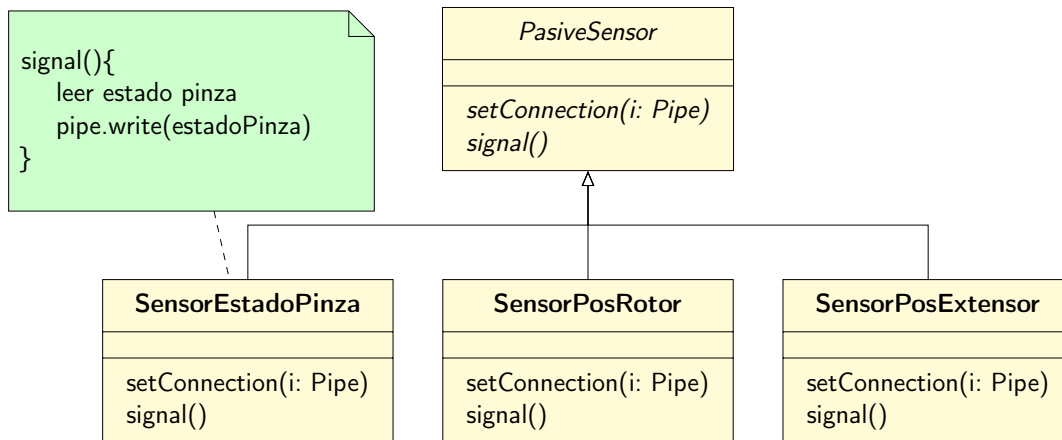 signal(){
leer estado pinza
pipe.write(estadoPinza)
}
PasiveSensor
setConnection(i: Pipe)
signal()
SensorEstadoPinza
setConnection(i: Pipe)
signal()
SensorPosRotor
setConnection(i: Pipe)
signal()
SensorPosExtensor
setConnection(i: Pipe)
signal()